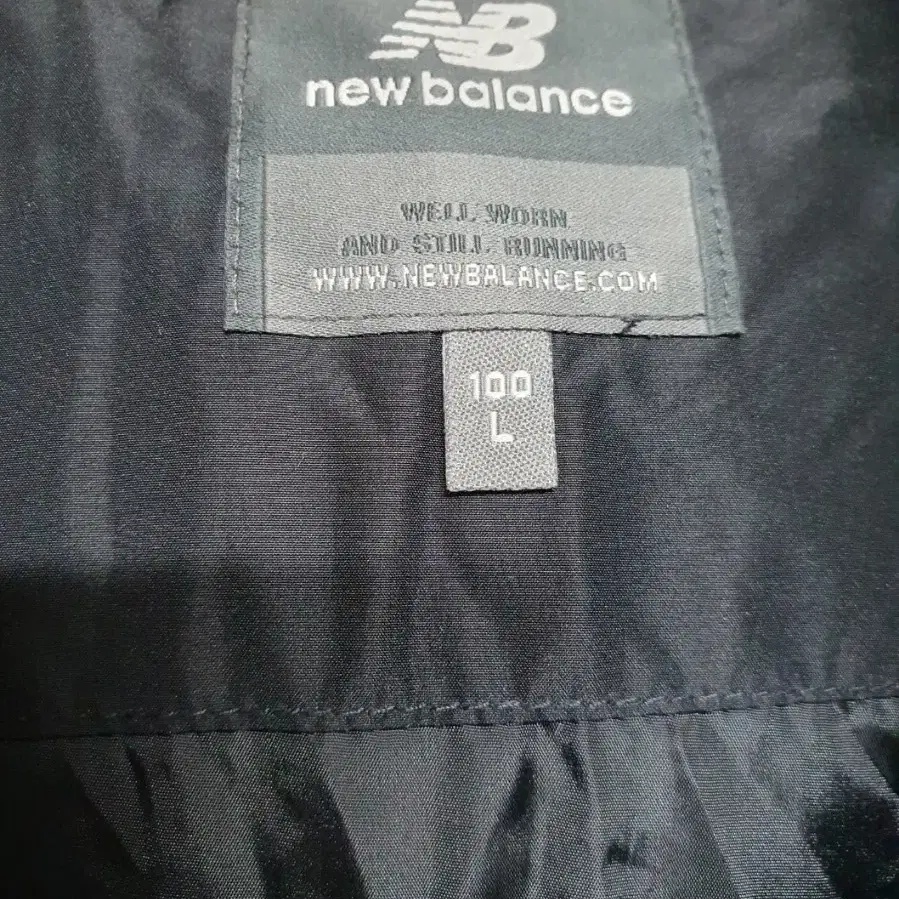 NB
new balance
WELL WORN
AND STILL RUNNING
WWW.NEWBALANCE.COM
100
L